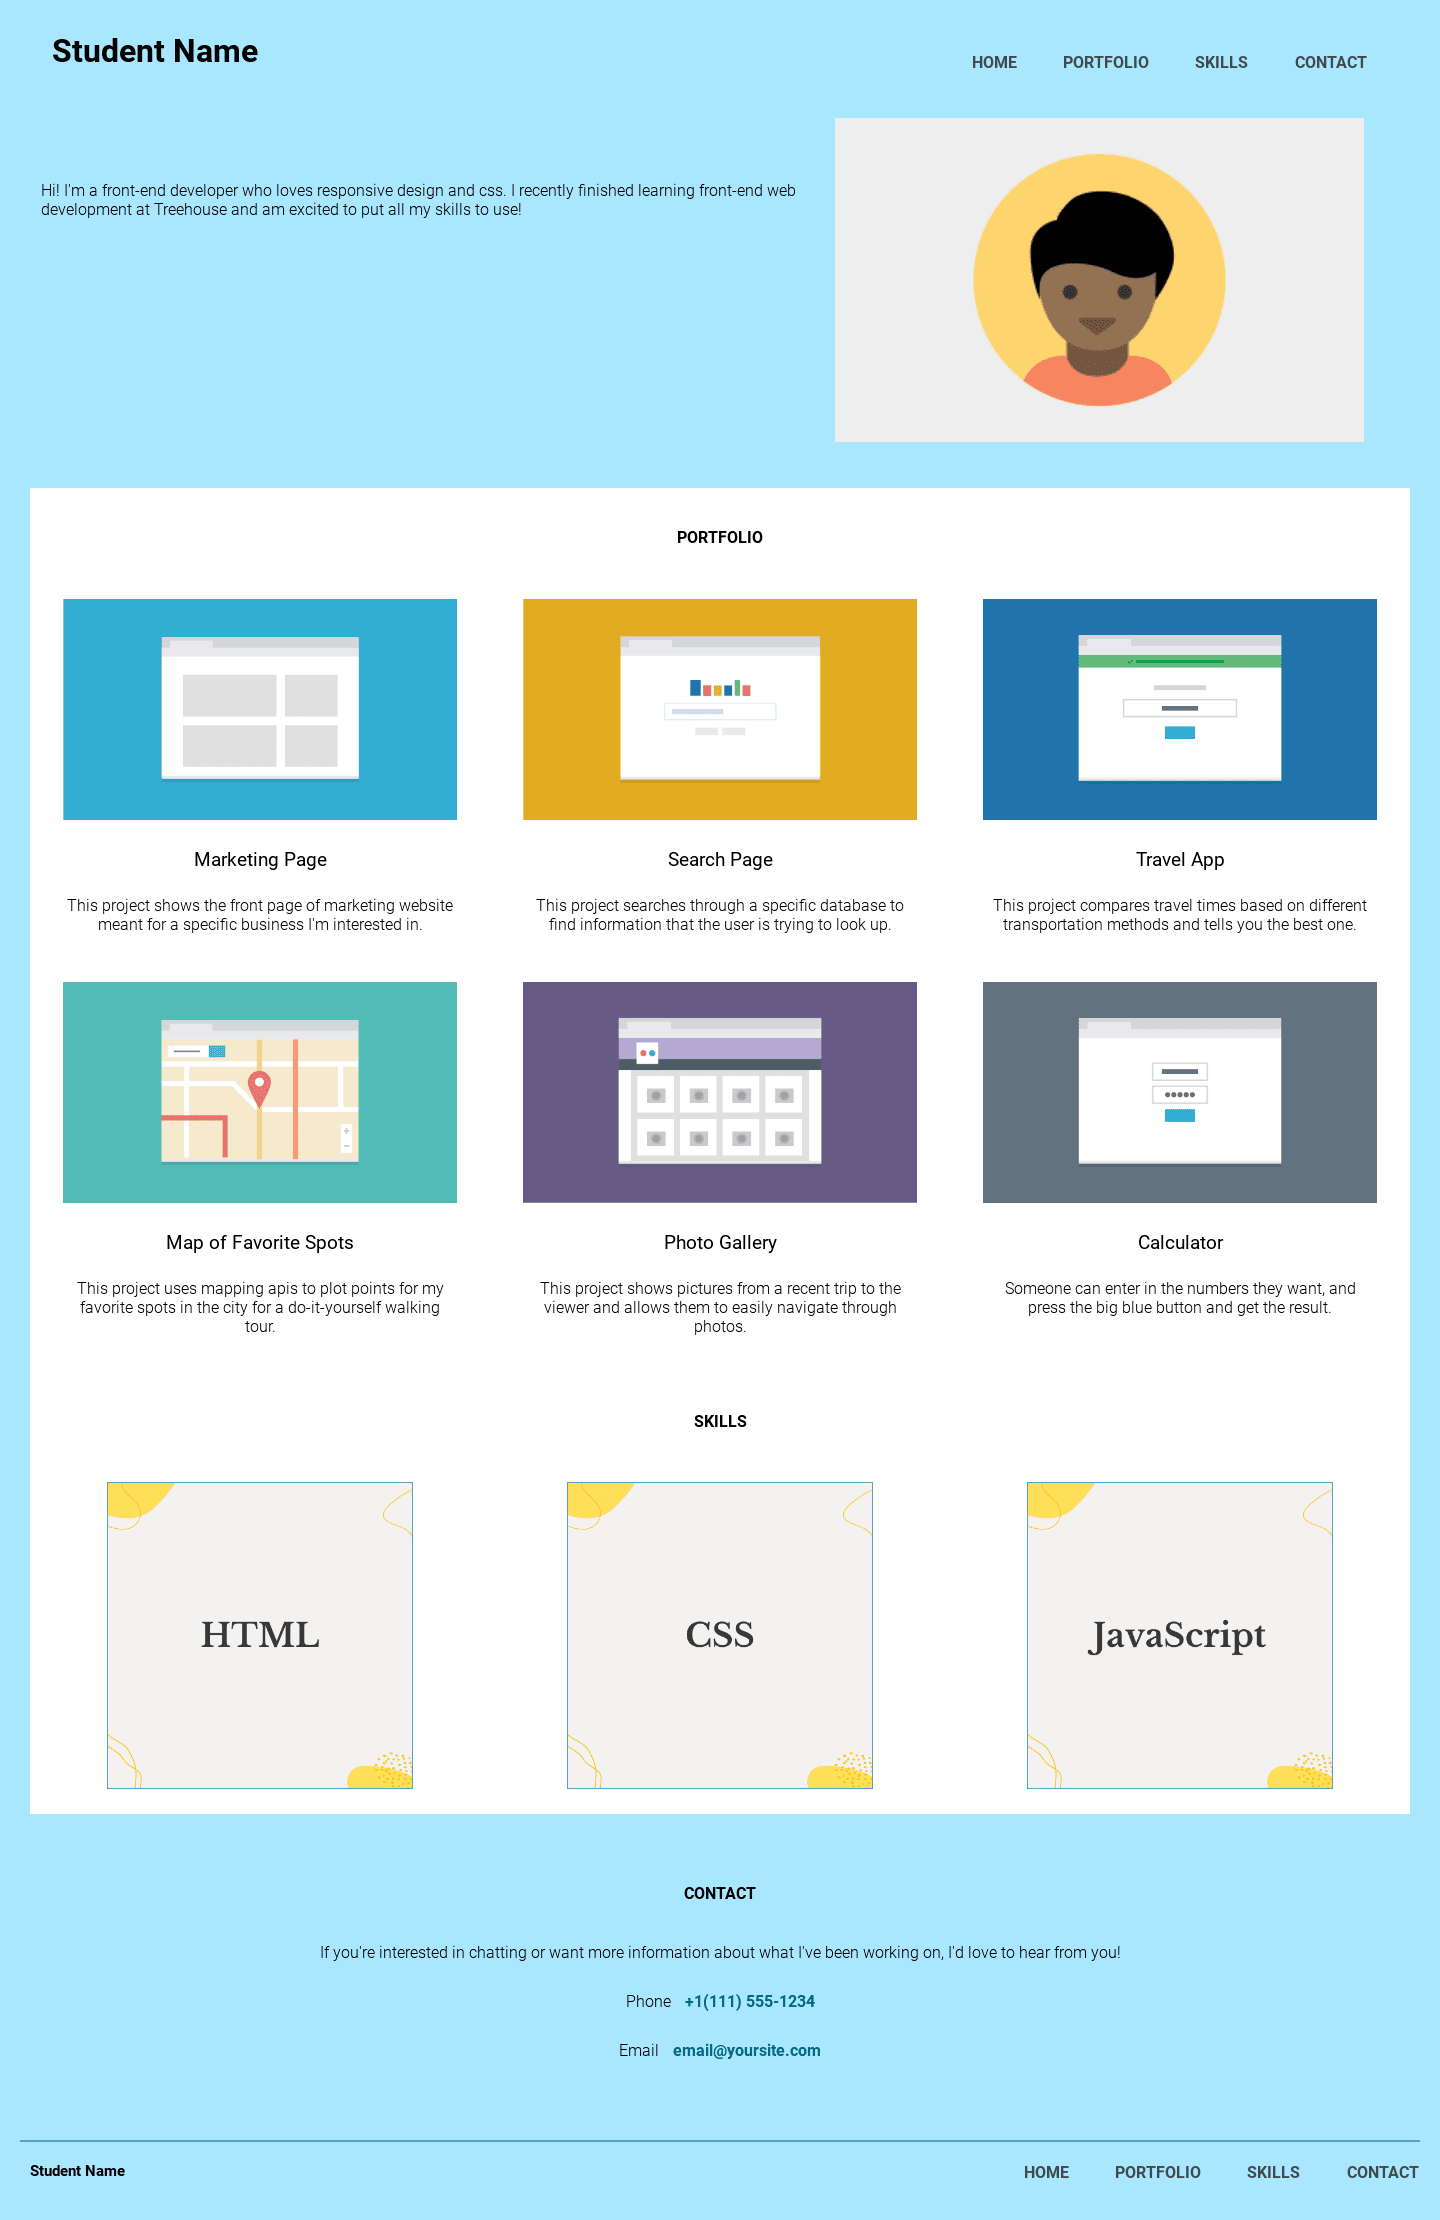 Student Name
HOME PORTFOLIO SKILLS CONTACT
Hi! I'm a front-end developer who loves responsive design and css. I recently finished learning front-end web
development at Treehouse and am excited to put all my skills to use!
PORTFOLIO
Marketing Page
This project shows the front page of marketing website
meant for a specific business I'm interested in.
Search Page
This project searches through a specific database to
find information that the user is trying to look up.
Travel App
This project compares travel times based on different
transportation methods and tells you the best one.
Map of Favorite Spots
This project uses mapping apis to plot points for my
favorite spots in the city for a do-it-yourself walking
tour.
Photo Gallery
This project shows pictures from a recent trip to the
viewer and allows them to easily navigate through
photos.
Calculator
Someone can enter in the numbers they want, and
press the big blue button and get the result.
SKILLS
HTML
CSS
JavaScript
CONTACT
If you're interested in chatting or want more information about what I've been working on, I'd love to hear from you!
Phone +1(111) 555-1234
Email email@yoursite.com
Student Name
HOME PORTFOLIO SKILLS CONTACT